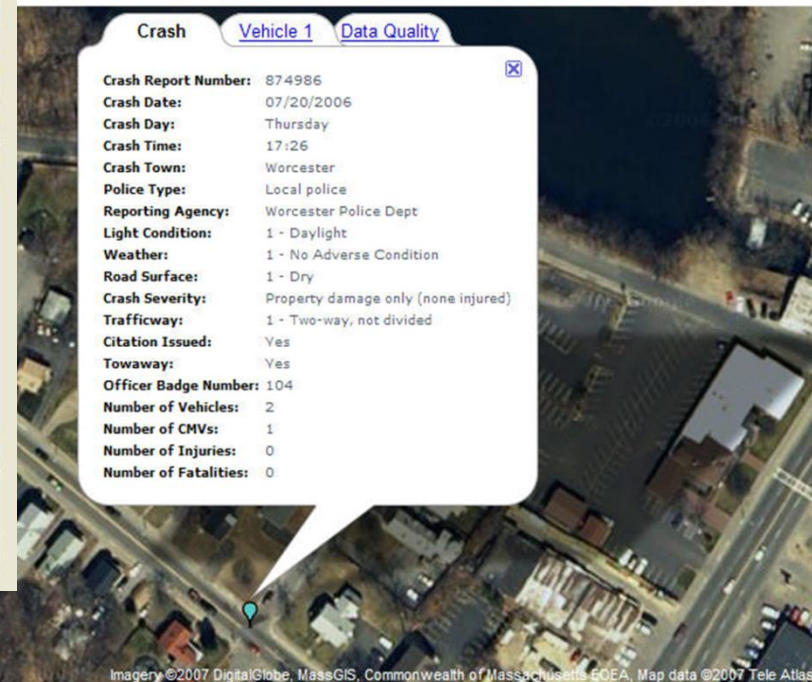 Crash Vehicle 1 Data Quality
Crash Report Number: 874986
Crash Date: 07/20/2006
Crash Day: Thursday
Crash Time: 17:26
Crash Town: Worcester
Police Type: Local police
Reporting Agency: Worcester Police Dept
Light Condition: 1 - Daylight
Weather: 1 - No Adverse Condition
Road Surface: 1 - Dry
Crash Severity: Property damage only (none injured)
Trafficway: 1 - Two-way, not divided
Citation Issued: Yes
Towaway: Yes
Officer Badge Number: 104
Number of Vehicles: 2
Number of CMVs: 1
Number of Injuries: 0
Number of Fatalities: 0
Imagery ©2007 DigitalGlobe, MassGIS, Commonwealth of Massachusetts EOEA, Map data ©2007 Tele Atlas